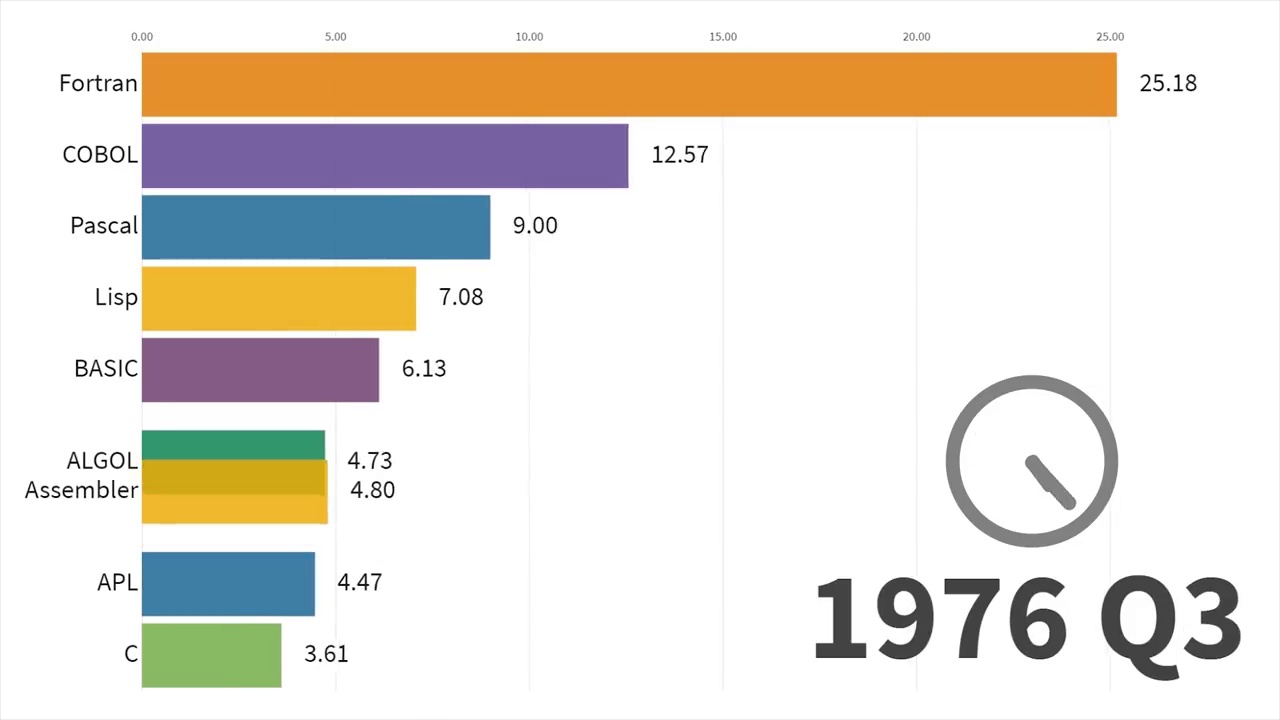 0.00 5.00 10.00 15.00 20.00 25.00
Fortran 25.18
COBOL 12.57
Pascal 9.00
Lisp 7.08
BASIC 6.13
ALGOL 4.73
Assembler 4.80
APL 4.47
C 3.61
1976 Q3